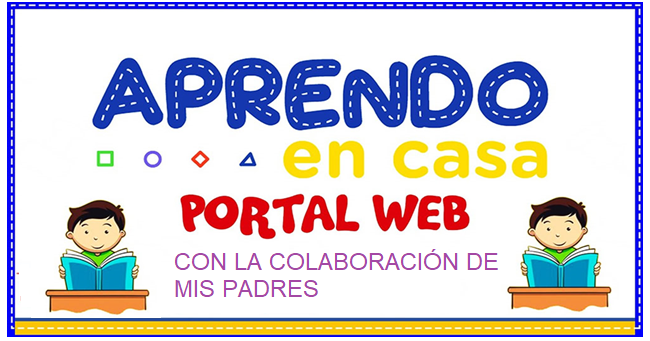 APRENDO
en casa
PORTAL WEB
CON LA COLABORACIÓN DE
MIS PADRES